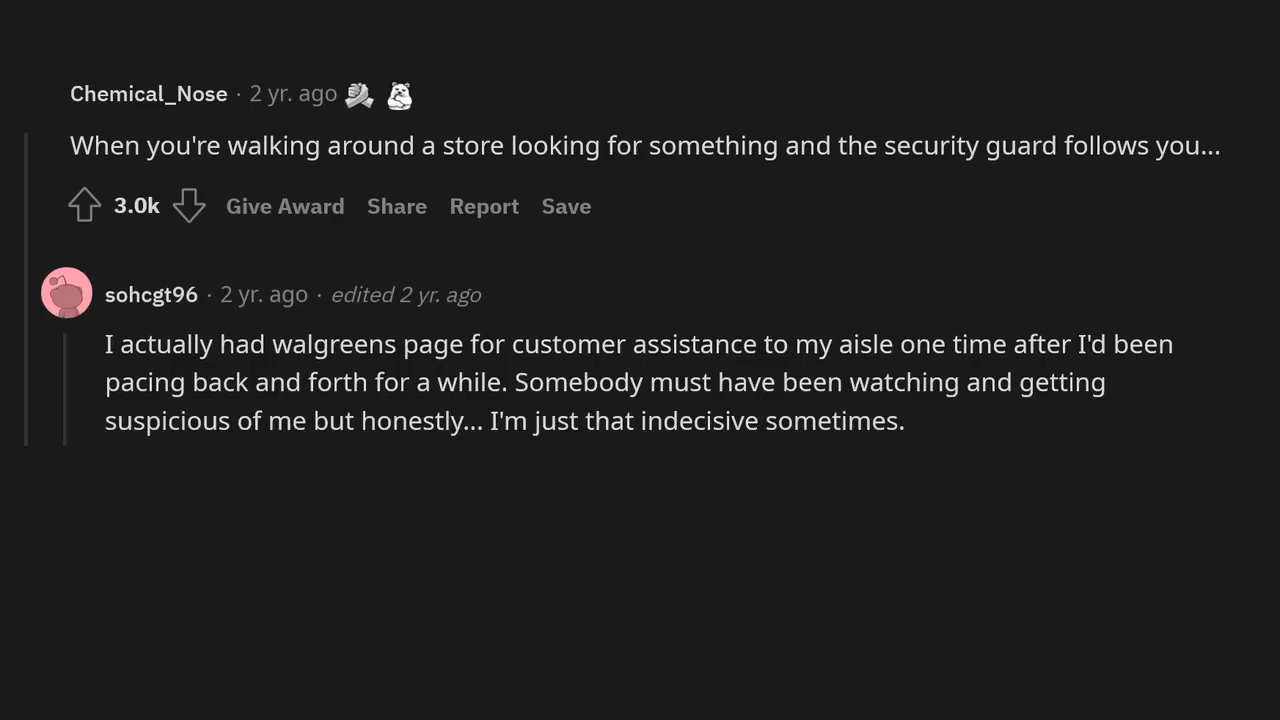 Chemical_Nose · 2 yr. ago
When you're walking around a store looking for something and the security guard follows you...
3.0k Give Award Share Report Save
sohcgt96 · 2 yr. ago · edited 2 yr. ago
I actually had walgreens page for customer assistance to my aisle one time after I'd been
pacing back and forth for a while. Somebody must have been watching and getting
suspicious of me but honestly... I'm just that indecisive sometimes.